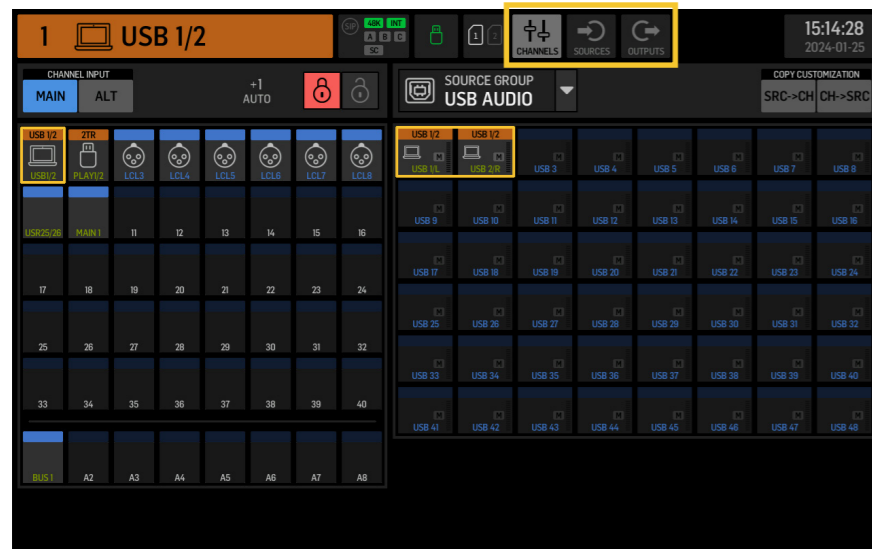 1 USB 1/2
SIP 48K INT
A B C
SC
1 2
CHANNELS SOURCES OUTPUTS
15:14:28
2024-01-25
CHANNEL INPUT
MAIN ALT
+1
AUTO
SOURCE GROUP
USB AUDIO
COPY CUSTOMIZATION
SRC->CH CH->SRC
USB 1/2 2TR
USB1/2 PLAY1/2 LCL3 LCL4 LCL5 LCL6 LCL7 LCL8
USR25/26 MAIN 1 11 12 13 14 15 16
17 18 19 20 21 22 23 24
25 26 27 28 29 30 31 32
33 34 35 36 37 38 39 40
BUS 1 A2 A3 A4 A5 A6 A7 A8
USB 1/2 USB 1/2
M M M M M M M M
USB 1/L USB 2/R USB 3 USB 4 USB 5 USB 6 USB 7 USB 8
M M M M M M M M
USB 9 USB 10 USB 11 USB 12 USB 13 USB 14 USB 15 USB 16
M M M M M M M M
USB 17 USB 18 USB 19 USB 20 USB 21 USB 22 USB 23 USB 24
M M M M M M M M
USB 25 USB 26 USB 27 USB 28 USB 29 USB 30 USB 31 USB 32
M M M M M M M M
USB 33 USB 34 USB 35 USB 36 USB 37 USB 38 USB 39 USB 40
M M M M M M M M
USB 41 USB 42 USB 43 USB 44 USB 45 USB 46 USB 47 USB 48